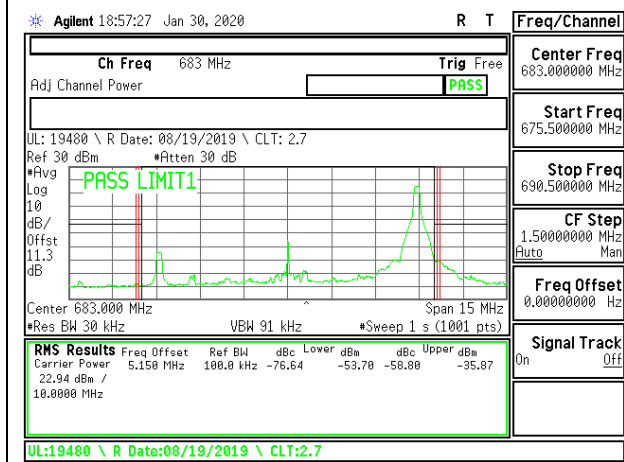 Agilent 18:57:27 Jan 30, 2020 R T
Freq/Channel
Ch Freq 683 MHz Trig Free
Adj Channel Power PASS
UL: 19480 \ R Date: 08/19/2019 \ CLT: 2.7
Ref 30 dBm #Atten 30 dB
#Avg
Log
10
dB/
Offst
11.3
dB
PASS LIMIT1
Center 683.000 MHz ^ Span 15 MHz
#Res BW 30 kHz VBW 91 kHz #Sweep 1 s (1001 pts)
RMS Results Freq Offset Ref BW dBc Lower dBm dBc Upper dBm
Carrier Power 5.150 MHz 100.0 kHz -76.64 -53.70 -58.80 -35.87
22.94 dBm /
10.0000 MHz
Center Freq
683.000000 MHz
Start Freq
675.500000 MHz
Stop Freq
690.500000 MHz
CF Step
1.50000000 MHz
Auto Man
Freq Offset
0.00000000 Hz
Signal Track
On Off
UL:19480 \ R Date:08/19/2019 \ CLT:2.7